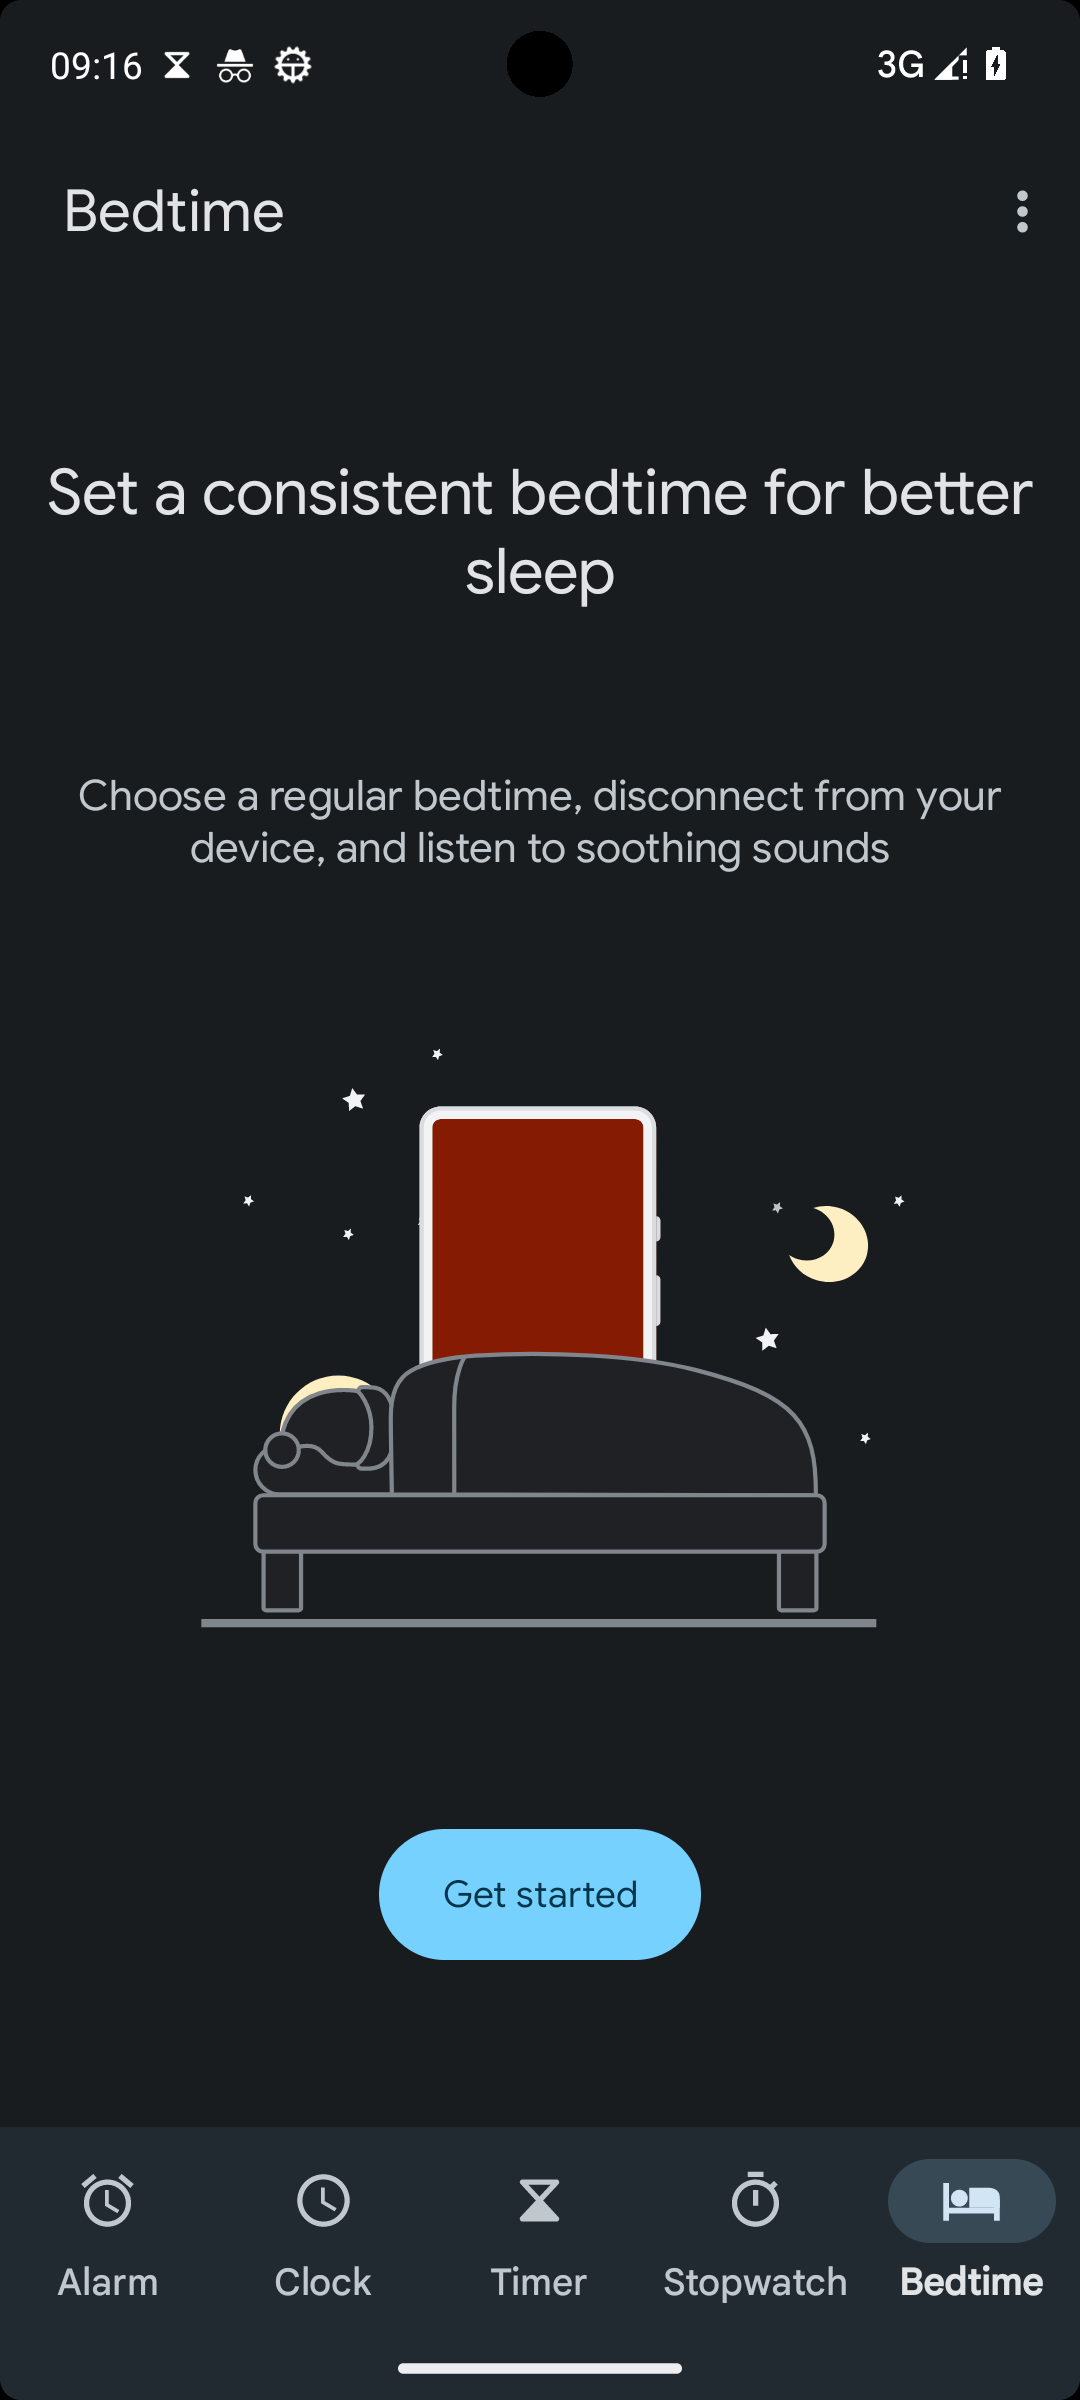 09:16
3G
Bedtime
Set a consistent bedtime for better
sleep
Choose a regular bedtime, disconnect from your
device, and listen to soothing sounds
Get started
Alarm
Clock
Timer
Stopwatch
Bedtime